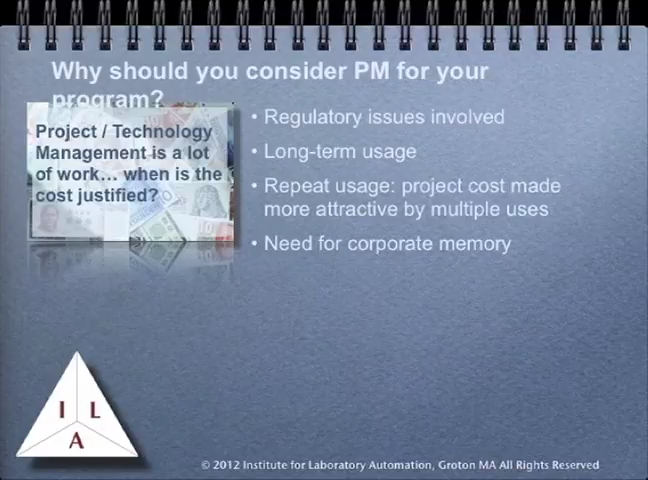 Why should you consider PM for your
program?
Project / Technology
Management is a lot
of work... when is the
cost justified?
• Regulatory issues involved
• Long-term usage
• Repeat usage: project cost made
more attractive by multiple uses
• Need for corporate memory
I L
A
© 2012 Institute for Laboratory Automation, Groton MA All Rights Reserved